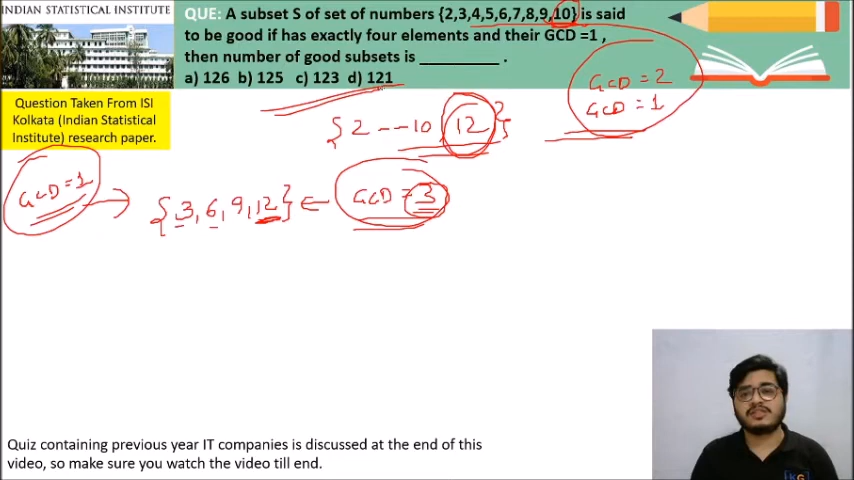 INDIAN STATISTICAL INSTITUTE
QUE: A subset S of set of numbers {2,3,4,5,6,7,8,9,10} is said
to be good if has exactly four elements and their GCD =1 ,
then number of good subsets is ________ .
a) 126 b) 125 c) 123 d) 121
GCD = 2
GCD = 1
Question Taken From ISI
Kolkata (Indian Statistical
Institute) research paper.
{2 -- 10, 12}
GCD = 1
{3, 6, 9, 12} ← GCD = 3
Quiz containing previous year IT companies is discussed at the end of this
video, so make sure you watch the video till end.
KG